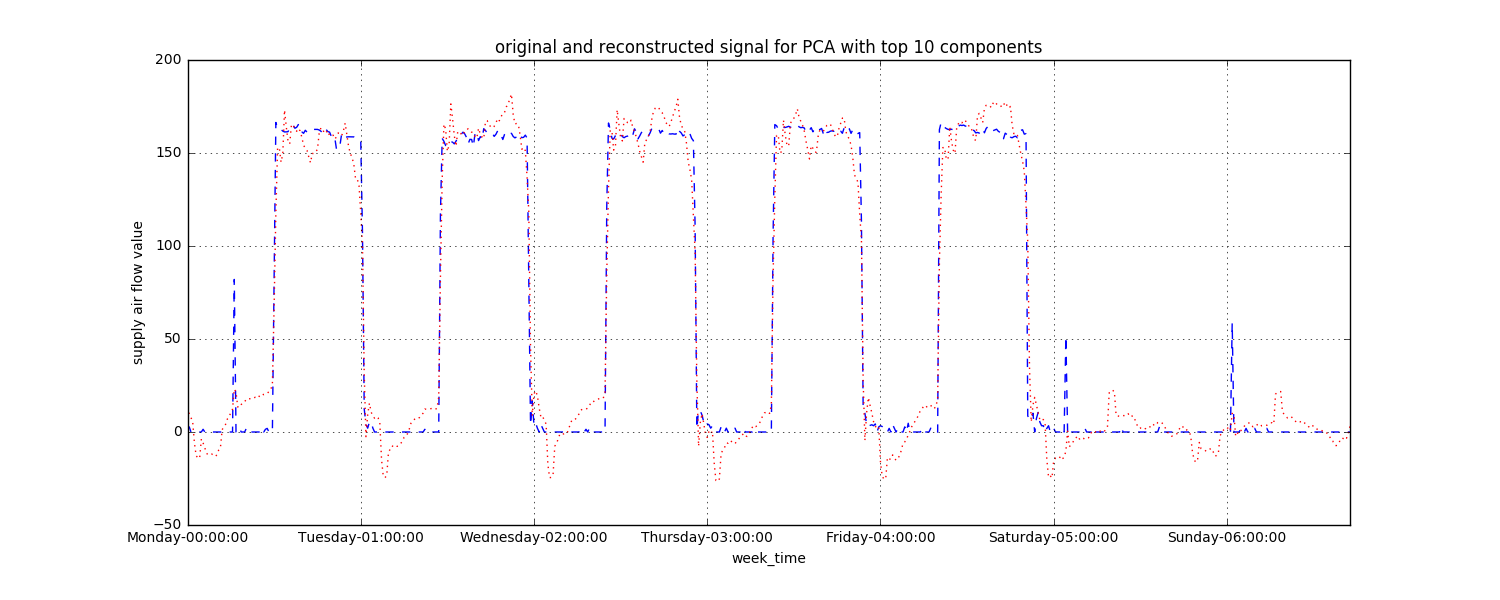 original and reconstructed signal for PCA with top 10 components
200
150
100
50
0
−50
supply air flow value
Monday-00:00:00 Tuesday-01:00:00 Wednesday-02:00:00 Thursday-03:00:00 Friday-04:00:00 Saturday-05:00:00 Sunday-06:00:00
week_time